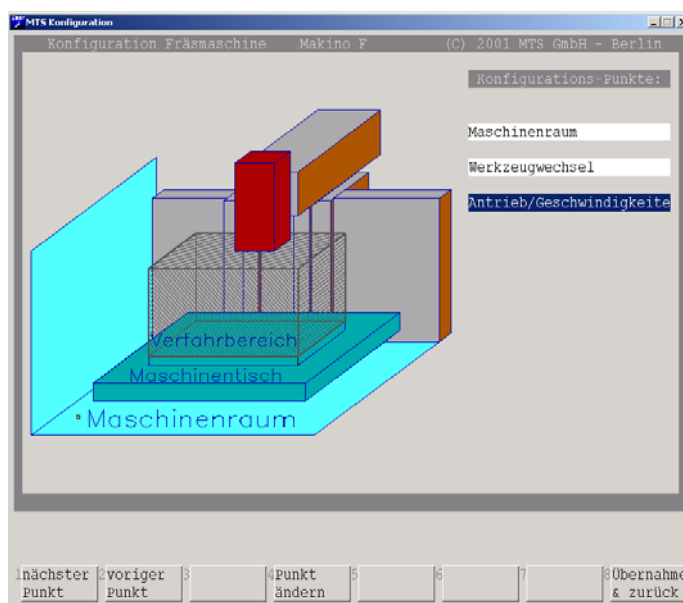 MTS Konfiguration
Konfiguration Fräsmaschine Makino F (C) 2001 MTS GmbH - Berlin
Konfigurations-Punkte:
Maschinenraum
Werkzeugwechsel
Antrieb/Geschwindigkeite
Verfahrbereich
Maschinentisch
Maschinenraum
1 nächster Punkt
2 voriger Punkt
3
4 Punkt ändern
5
6
7
8 Übernahme & zurück